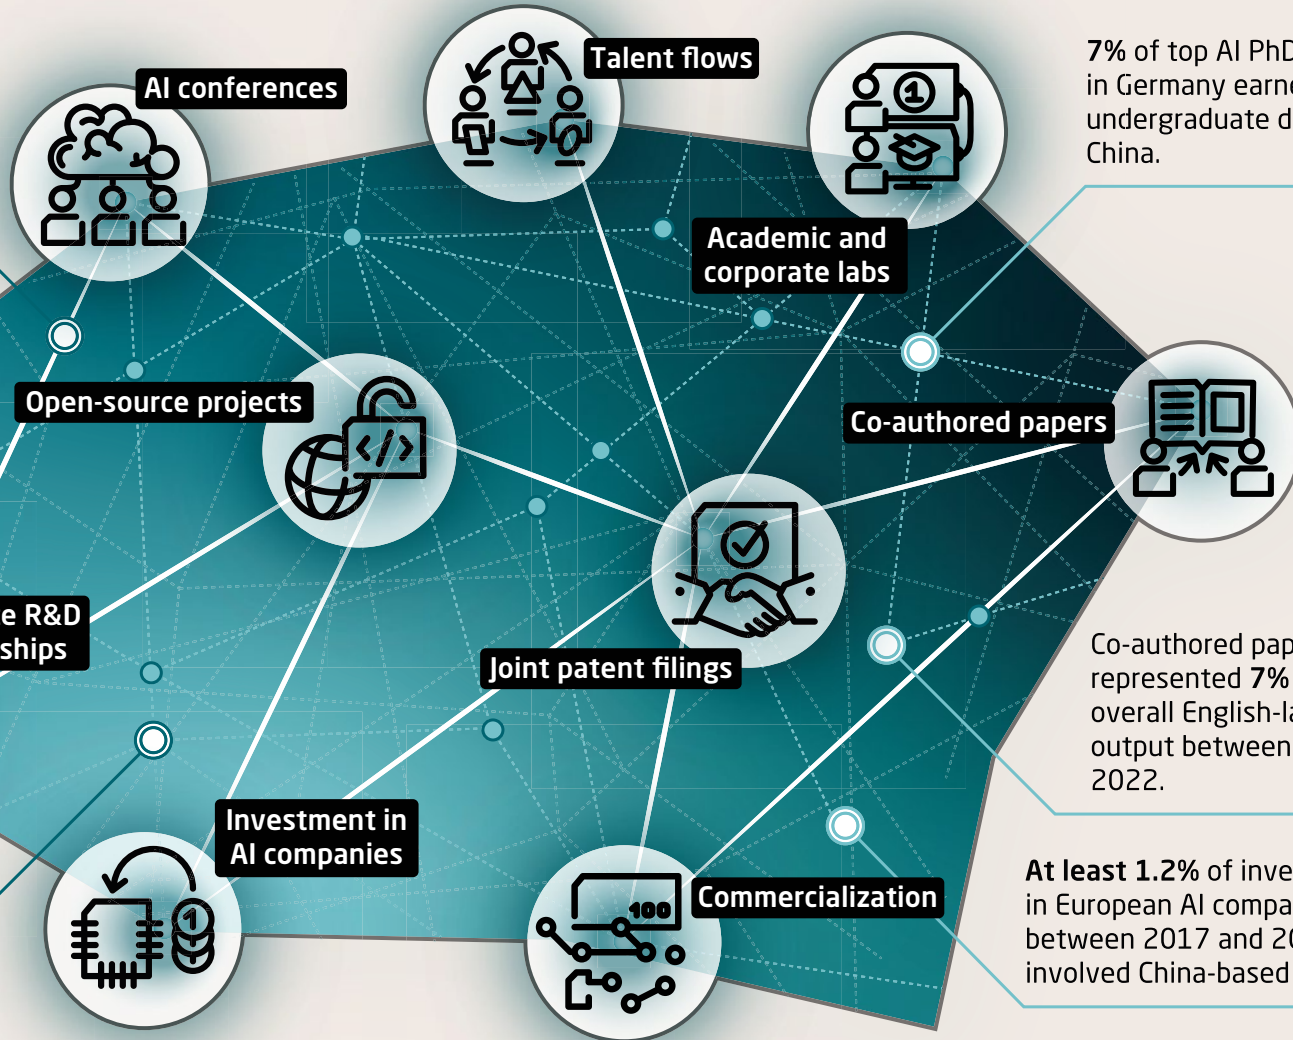 AI conferences
Talent flows
7% of top AI PhD
in Germany earne
undergraduate d
China.
Academic and
corporate labs
Open-source projects
Co-authored papers
</>
e R&D
ships
Joint patent filings
Co-authored pap
represented 7%
overall English-la
output between
2022.
Investment in
AI companies
At least 1.2% of inve
in European AI compa
between 2017 and 20
involved China-based
Commercialization
100
1
1